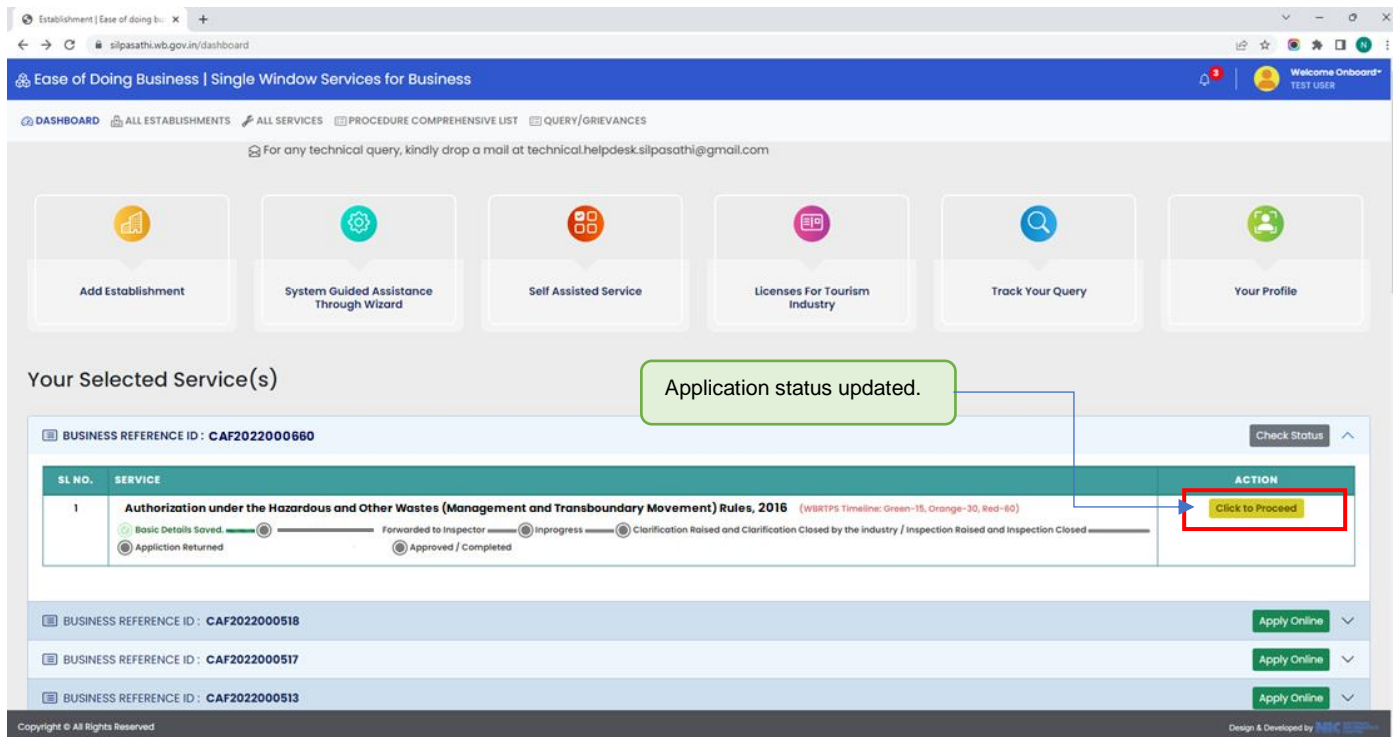 Establishment | Ease of doing bu
silpasathi.wb.gov.in/dashboard
N
Ease of Doing Business | Single Window Services for Business
3
Welcome Onboard
TEST USER
DASHBOARD ALL ESTABLISHMENTS ALL SERVICES PROCEDURE COMPREHENSIVE LIST QUERY/GRIEVANCES
For any technical query, kindly drop a mail at technical.helpdesk.silpasathi@gmail.com
Add Establishment
System Guided Assistance
Through Wizard
Self Assisted Service
Licenses For Tourism
Industry
Track Your Query
Your Profile
Your Selected Service(s)
Application status updated.
BUSINESS REFERENCE ID : CAF2022000660 Check Status
SL NO. SERVICE ACTION
1 Authorization under the Hazardous and Other Wastes (Management and Transboundary Movement) Rules, 2016 (WBRTPS Timeline: Green-15, Orange-30, Red-60) Click to Proceed
Basic Details Saved. Forwarded to Inspector Inprogress Clarification Raised and Clarification Closed by the industry / Inspection Raised and Inspection Closed
Appliction Returned Approved / Completed
BUSINESS REFERENCE ID : CAF2022000518 Apply Online
BUSINESS REFERENCE ID : CAF2022000517 Apply Online
BUSINESS REFERENCE ID : CAF2022000513 Apply Online
Copyright © All Rights Reserved
Design & Developed by NIC